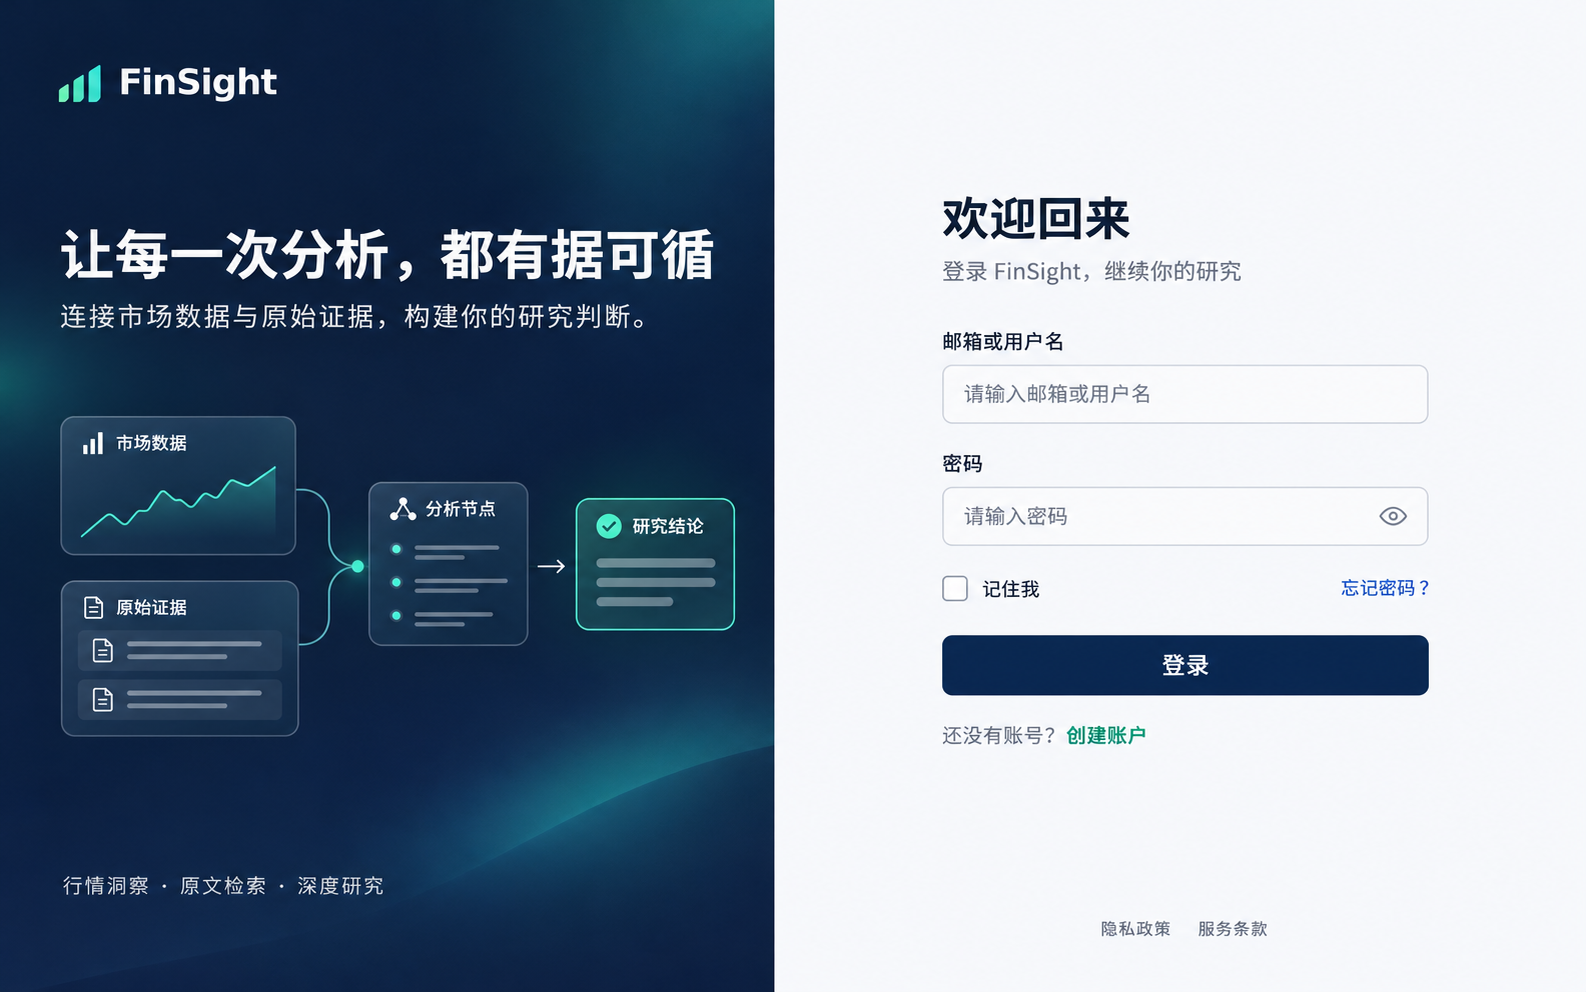 FinSight
让每一次分析，都有据可循
连接市场数据与原始证据，构建你的研究判断。
市场数据
原始证据
分析节点
研究结论
行情洞察 · 原文检索 · 深度研究
欢迎回来
登录 FinSight，继续你的研究
邮箱或用户名
请输入邮箱或用户名
密码
请输入密码
记住我
忘记密码？
登录
还没有账号？ 创建账户
隐私政策 服务条款